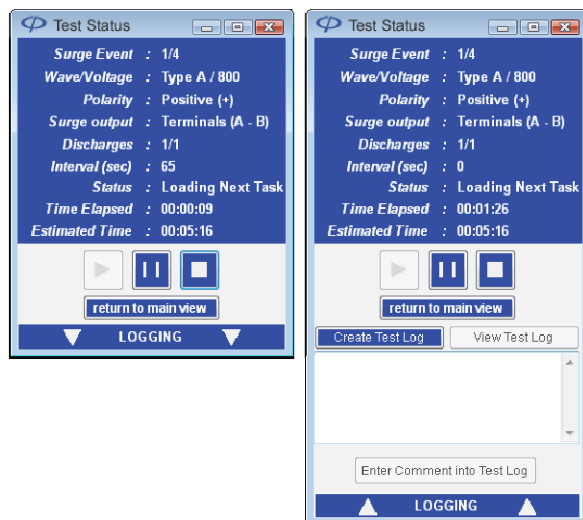 Test Status
Surge Event : 1/4
Wave/Voltage : Type A / 800
Polarity : Positive (+)
Surge output : Terminals (A - B)
Discharges : 1/1
Interval (sec) : 65
Status : Loading Next Task
Time Elapsed : 00:00:09
Estimated Time : 00:05:16
return to main view
LOGGING
Test Status
Surge Event : 1/4
Wave/Voltage : Type A / 800
Polarity : Positive (+)
Surge output : Terminals (A - B)
Discharges : 1/1
Interval (sec) : 0
Status : Loading Next Task
Time Elapsed : 00:01:26
Estimated Time : 00:05:16
return to main view
Create Test Log View Test Log
Enter Comment into Test Log
LOGGING